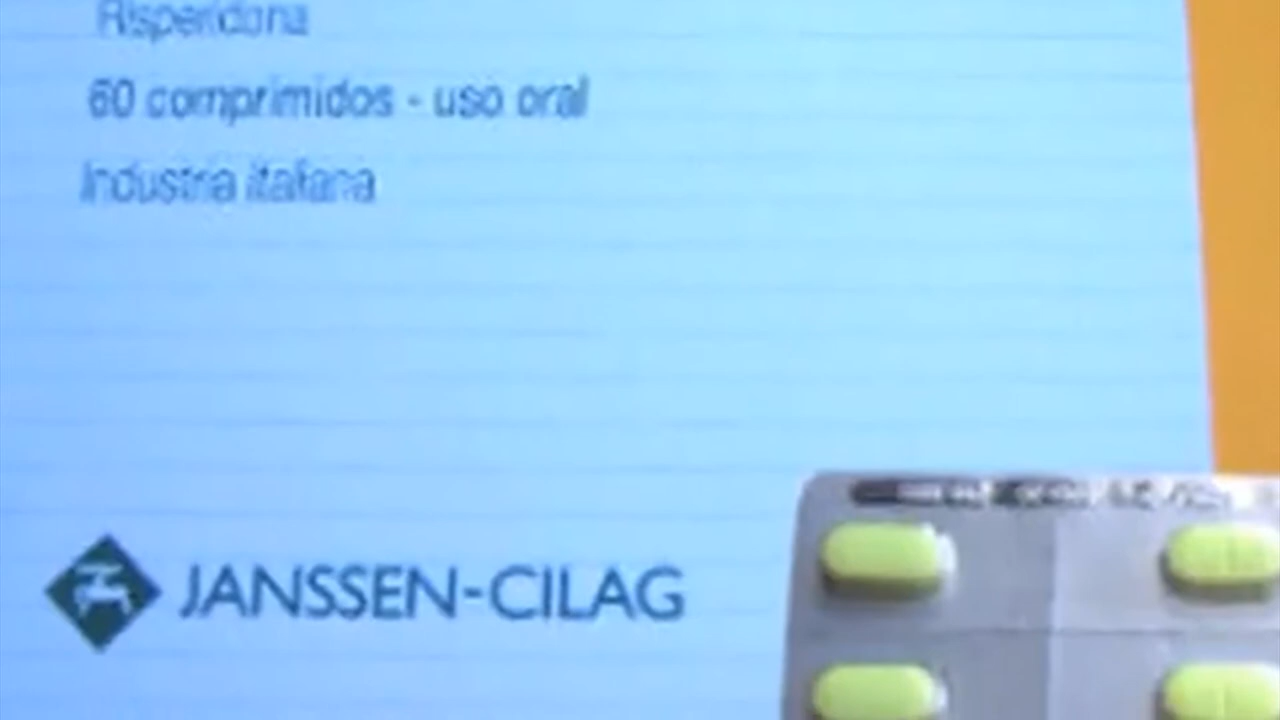 Risperidona
60 comprimidos - uso oral
Industria italiana
JANSSEN-CILAG